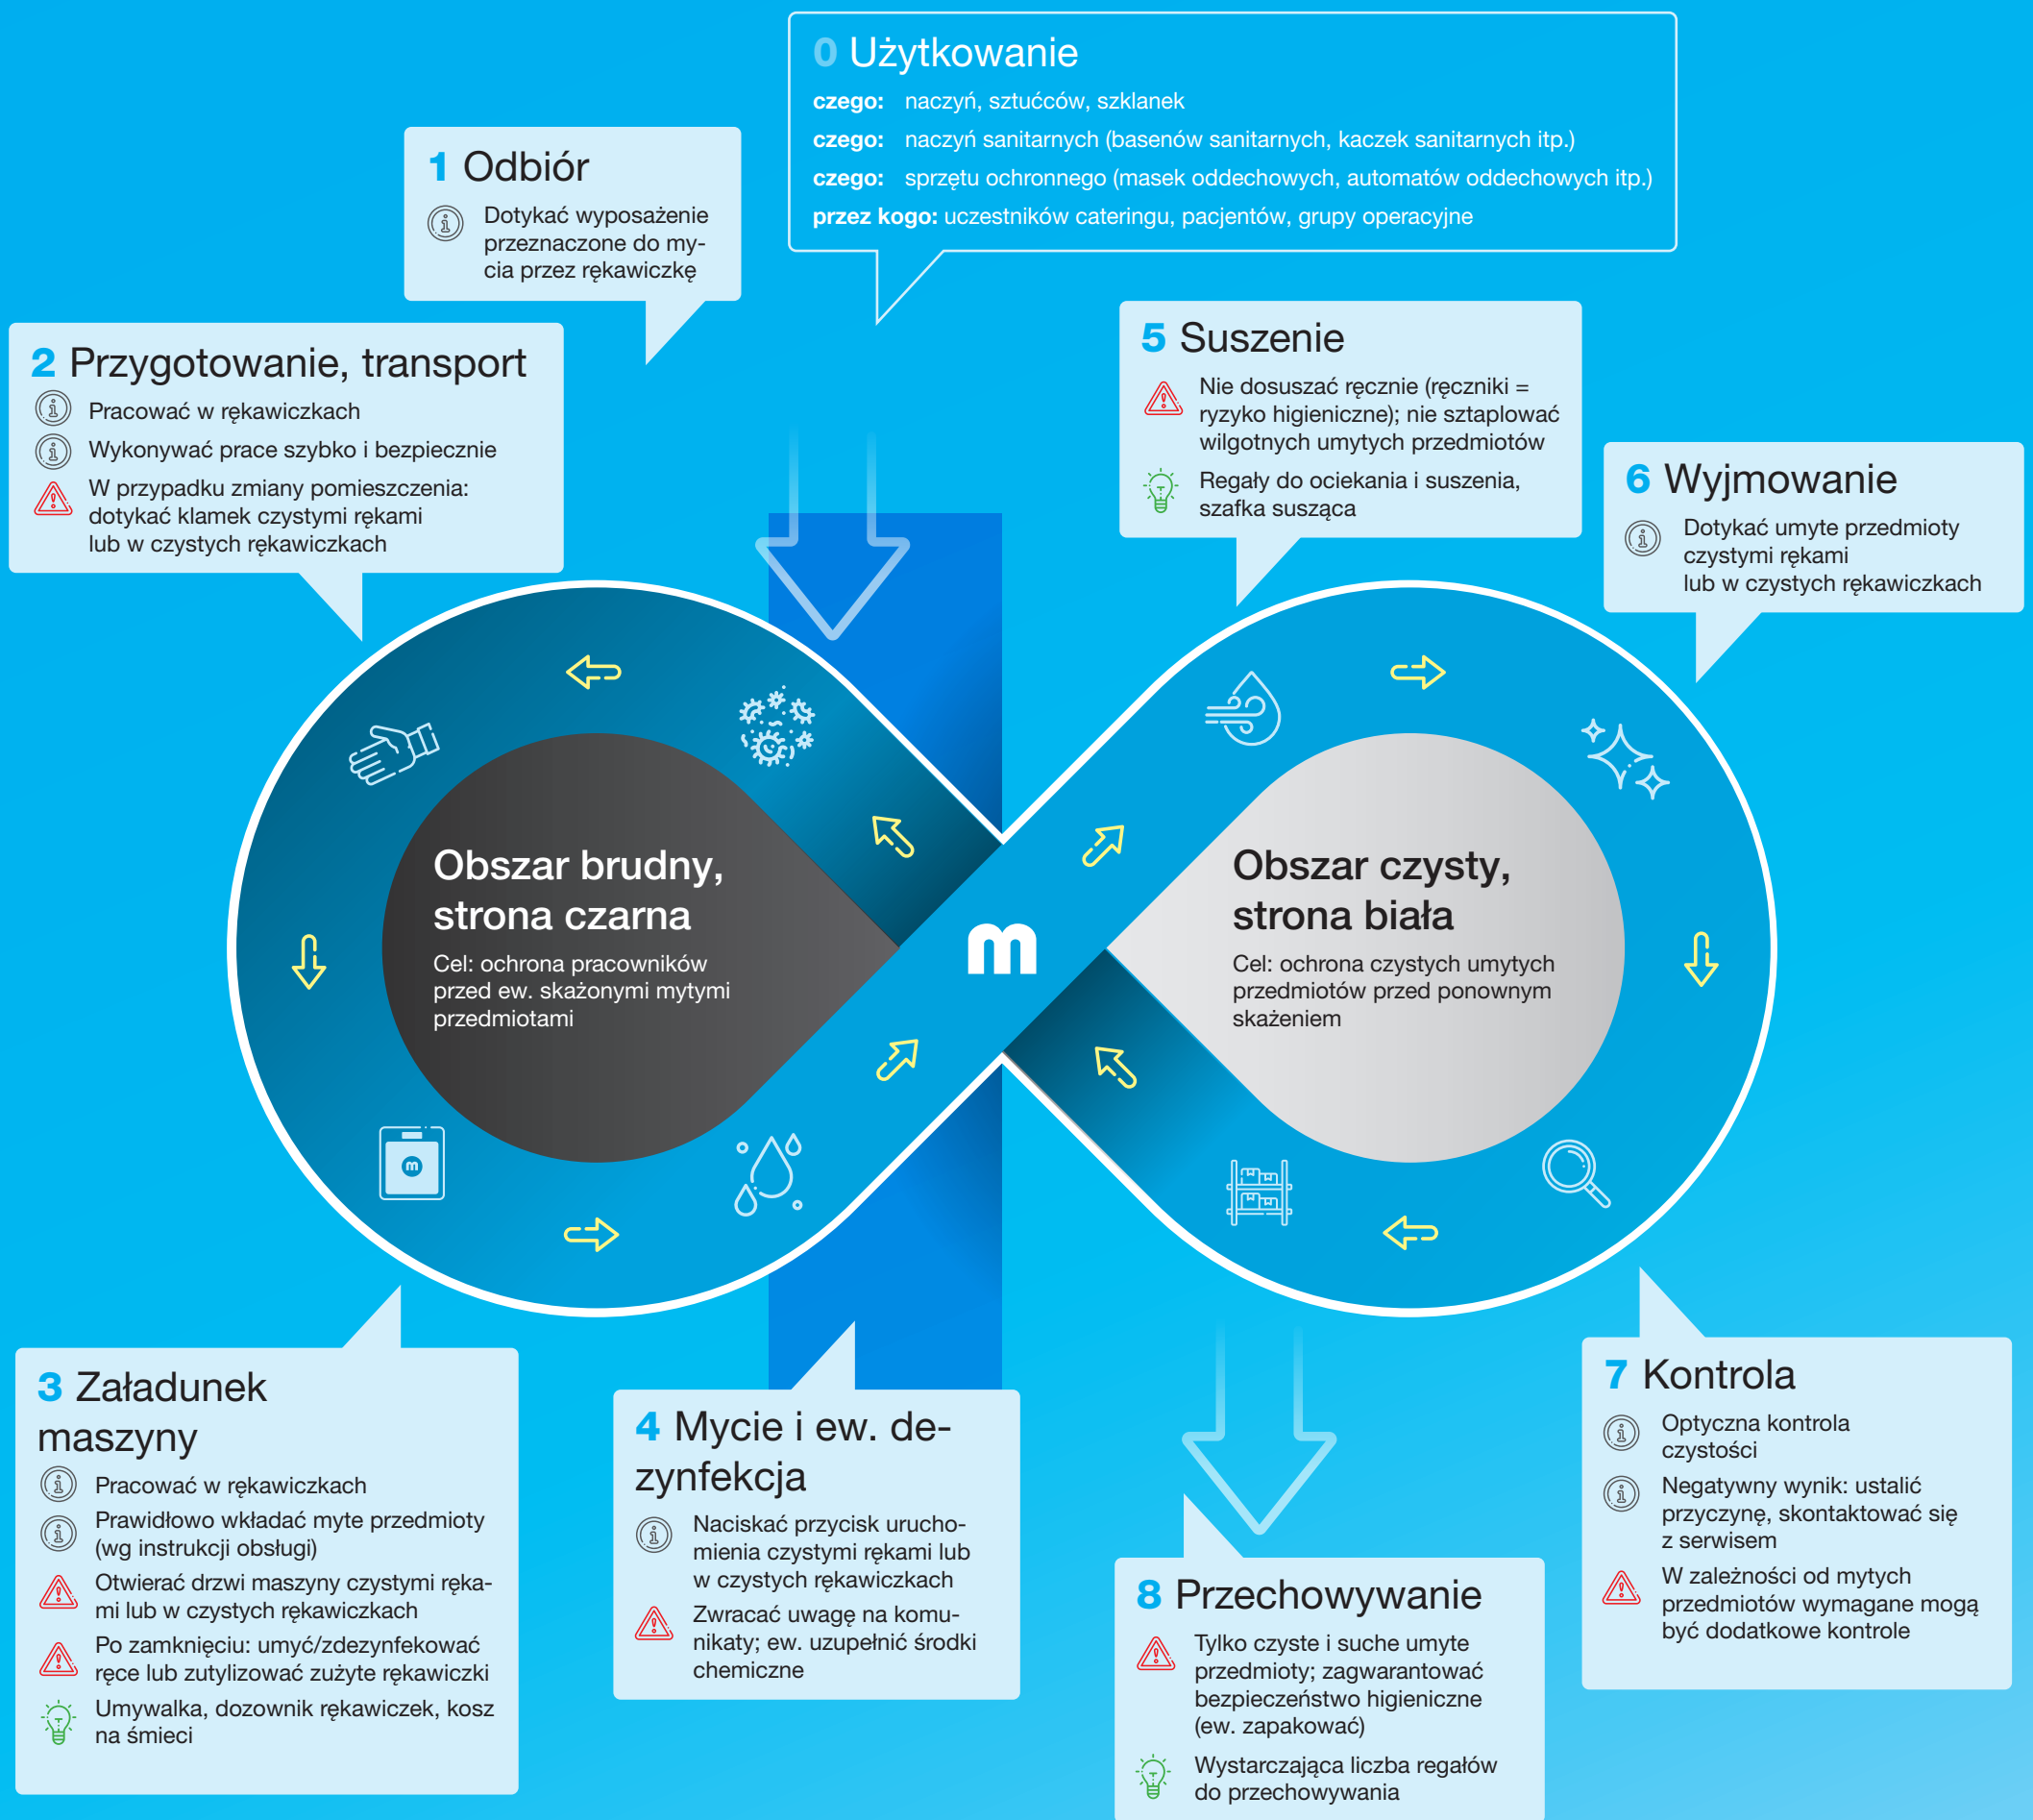 0 Użytkowanie
czego: naczyń, sztućców, szklanek
czego: naczyń sanitarnych (basenów sanitarnych, kaczek sanitarnych itp.)
czego: sprzętu ochronnego (masek oddechowych, automatów oddechowych itp.)
przez kogo: uczestników cateringu, pacjentów, grupy operacyjne
1 Odbiór
Dotykać wyposażenie
przeznaczone do my-
cia przez rękawiczkę
2 Przygotowanie, transport
Pracować w rękawiczkach
Wykonywać prace szybko i bezpiecznie
W przypadku zmiany pomieszczenia:
dotykać klamek czystymi rękami
lub w czystych rękawiczkach
5 Suszenie
Nie dosuszać ręcznie (ręczniki =
ryzyko higieniczne); nie sztaplować
wilgotnych umytych przedmiotów
Regały do ociekania i suszenia,
szafka susząca
6 Wyjmowanie
Dotykać umyte przedmioty
czystymi rękami
lub w czystych rękawiczkach
Obszar brudny,
strona czarna
Cel: ochrona pracowników
przed ew. skażonymi mytymi
przedmiotami
m
Obszar czysty,
strona biała
Cel: ochrona czystych umytych
przedmiotów przed ponownym
skażeniem
m
3 Załadunek
maszyny
Pracować w rękawiczkach
Prawidłowo wkładać myte przedmioty
(wg instrukcji obsługi)
Otwierać drzwi maszyny czystymi ręka-
mi lub w czystych rękawiczkach
Po zamknięciu: umyć/zdezynfekować
ręce lub zutylizować zużyte rękawiczki
Umywalka, dozownik rękawiczek, kosz
na śmieci
4 Mycie i ew. de-
zynfekcja
Naciskać przycisk urucho-
mienia czystymi rękami lub
w czystych rękawiczkach
Zwracać uwagę na komu-
nikaty; ew. uzupełnić środki
chemiczne
8 Przechowywanie
Tylko czyste i suche umyte
przedmioty; zagwarantować
bezpieczeństwo higieniczne
(ew. zapakować)
Wystarczająca liczba regałów
do przechowywania
7 Kontrola
Optyczna kontrola
czystości
Negatywny wynik: ustalić
przyczynę, skontaktować się
z serwisem
W zależności od mytych
przedmiotów wymagane mogą
być dodatkowe kontrole